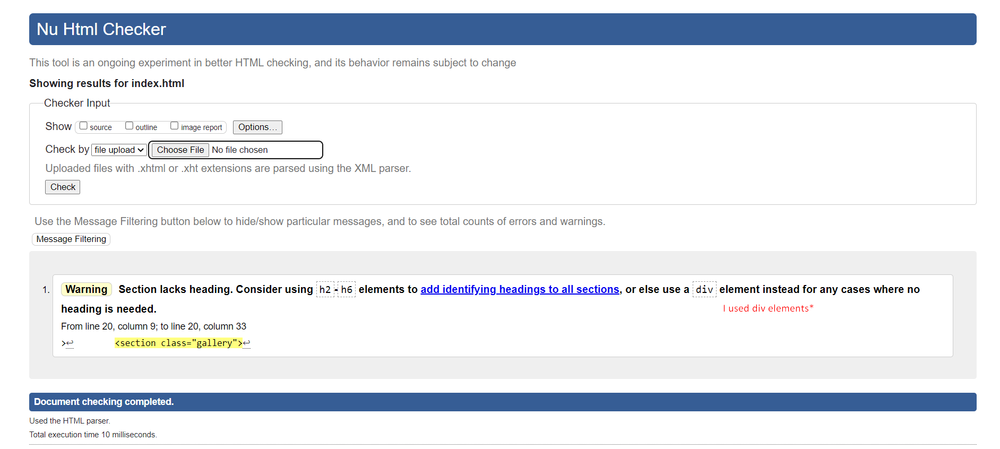 Nu Html Checker
This tool is an ongoing experiment in better HTML checking, and its behavior remains subject to change
Showing results for index.html
Checker Input
Show source outline image report Options...
Check by file upload Choose File No file chosen
Uploaded files with .xhtml or .xht extensions are parsed using the XML parser.
Check
Use the Message Filtering button below to hide/show particular messages, and to see total counts of errors and warnings.
Message Filtering
1. Warning Section lacks heading. Consider using h2-h6 elements to add identifying headings to all sections, or else use a div element instead for any cases where no
heading is needed. I used div elements*
From line 20, column 9; to line 20, column 33
>↩ <section class="gallery">↩
Document checking completed.
Used the HTML parser.
Total execution time 10 milliseconds.